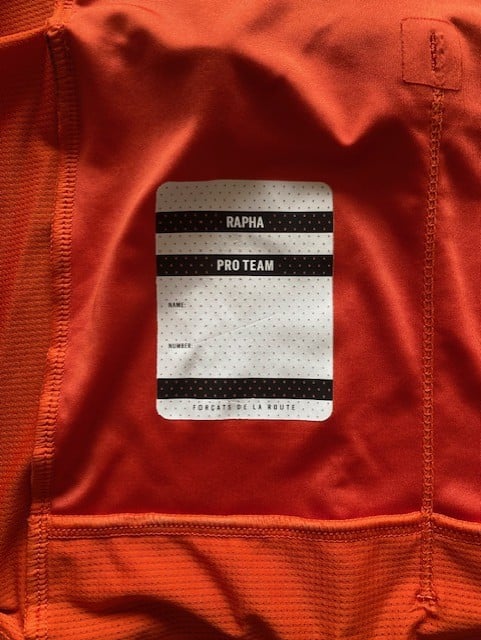 RAPHA
PRO TEAM
NAME:
NUMBER:
FORÇATS DE LA ROUTE